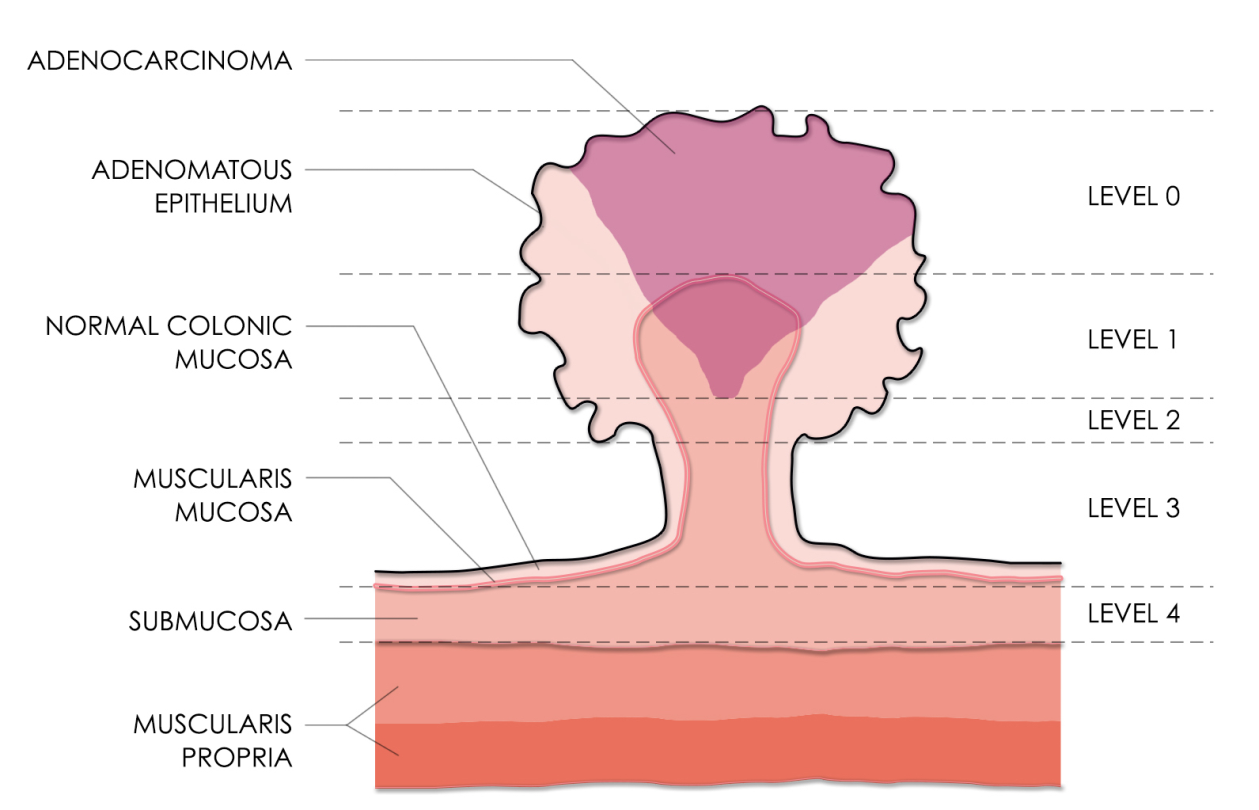 ADENOCARCINOMA
ADENOMATOUS
EPITHELIUM
NORMAL COLONIC
MUCOSA
MUSCULARIS
MUCOSA
SUBMUCOSA
MUSCULARIS
PROPRIA
LEVEL 0
LEVEL 1
LEVEL 2
LEVEL 3
LEVEL 4